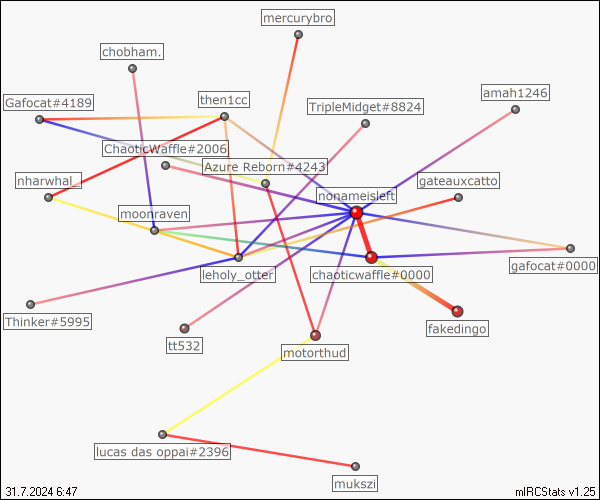 mercurybro
chobham.
amah1246
Gafocat#4189
then1cc
TripleMidget#8824
ChaoticWaffle#2006
Azure Reborn#4243
nharwhal_
gateauxcatto
nonameisleft
moonraven
leholy_otter
chaoticwaffle#0000
gafocat#0000
Thinker#5995
fakedingo
tt532
motorthud
lucas das oppai#2396
mukszi
31.7.2024 6:47
mIRCStats v1.25